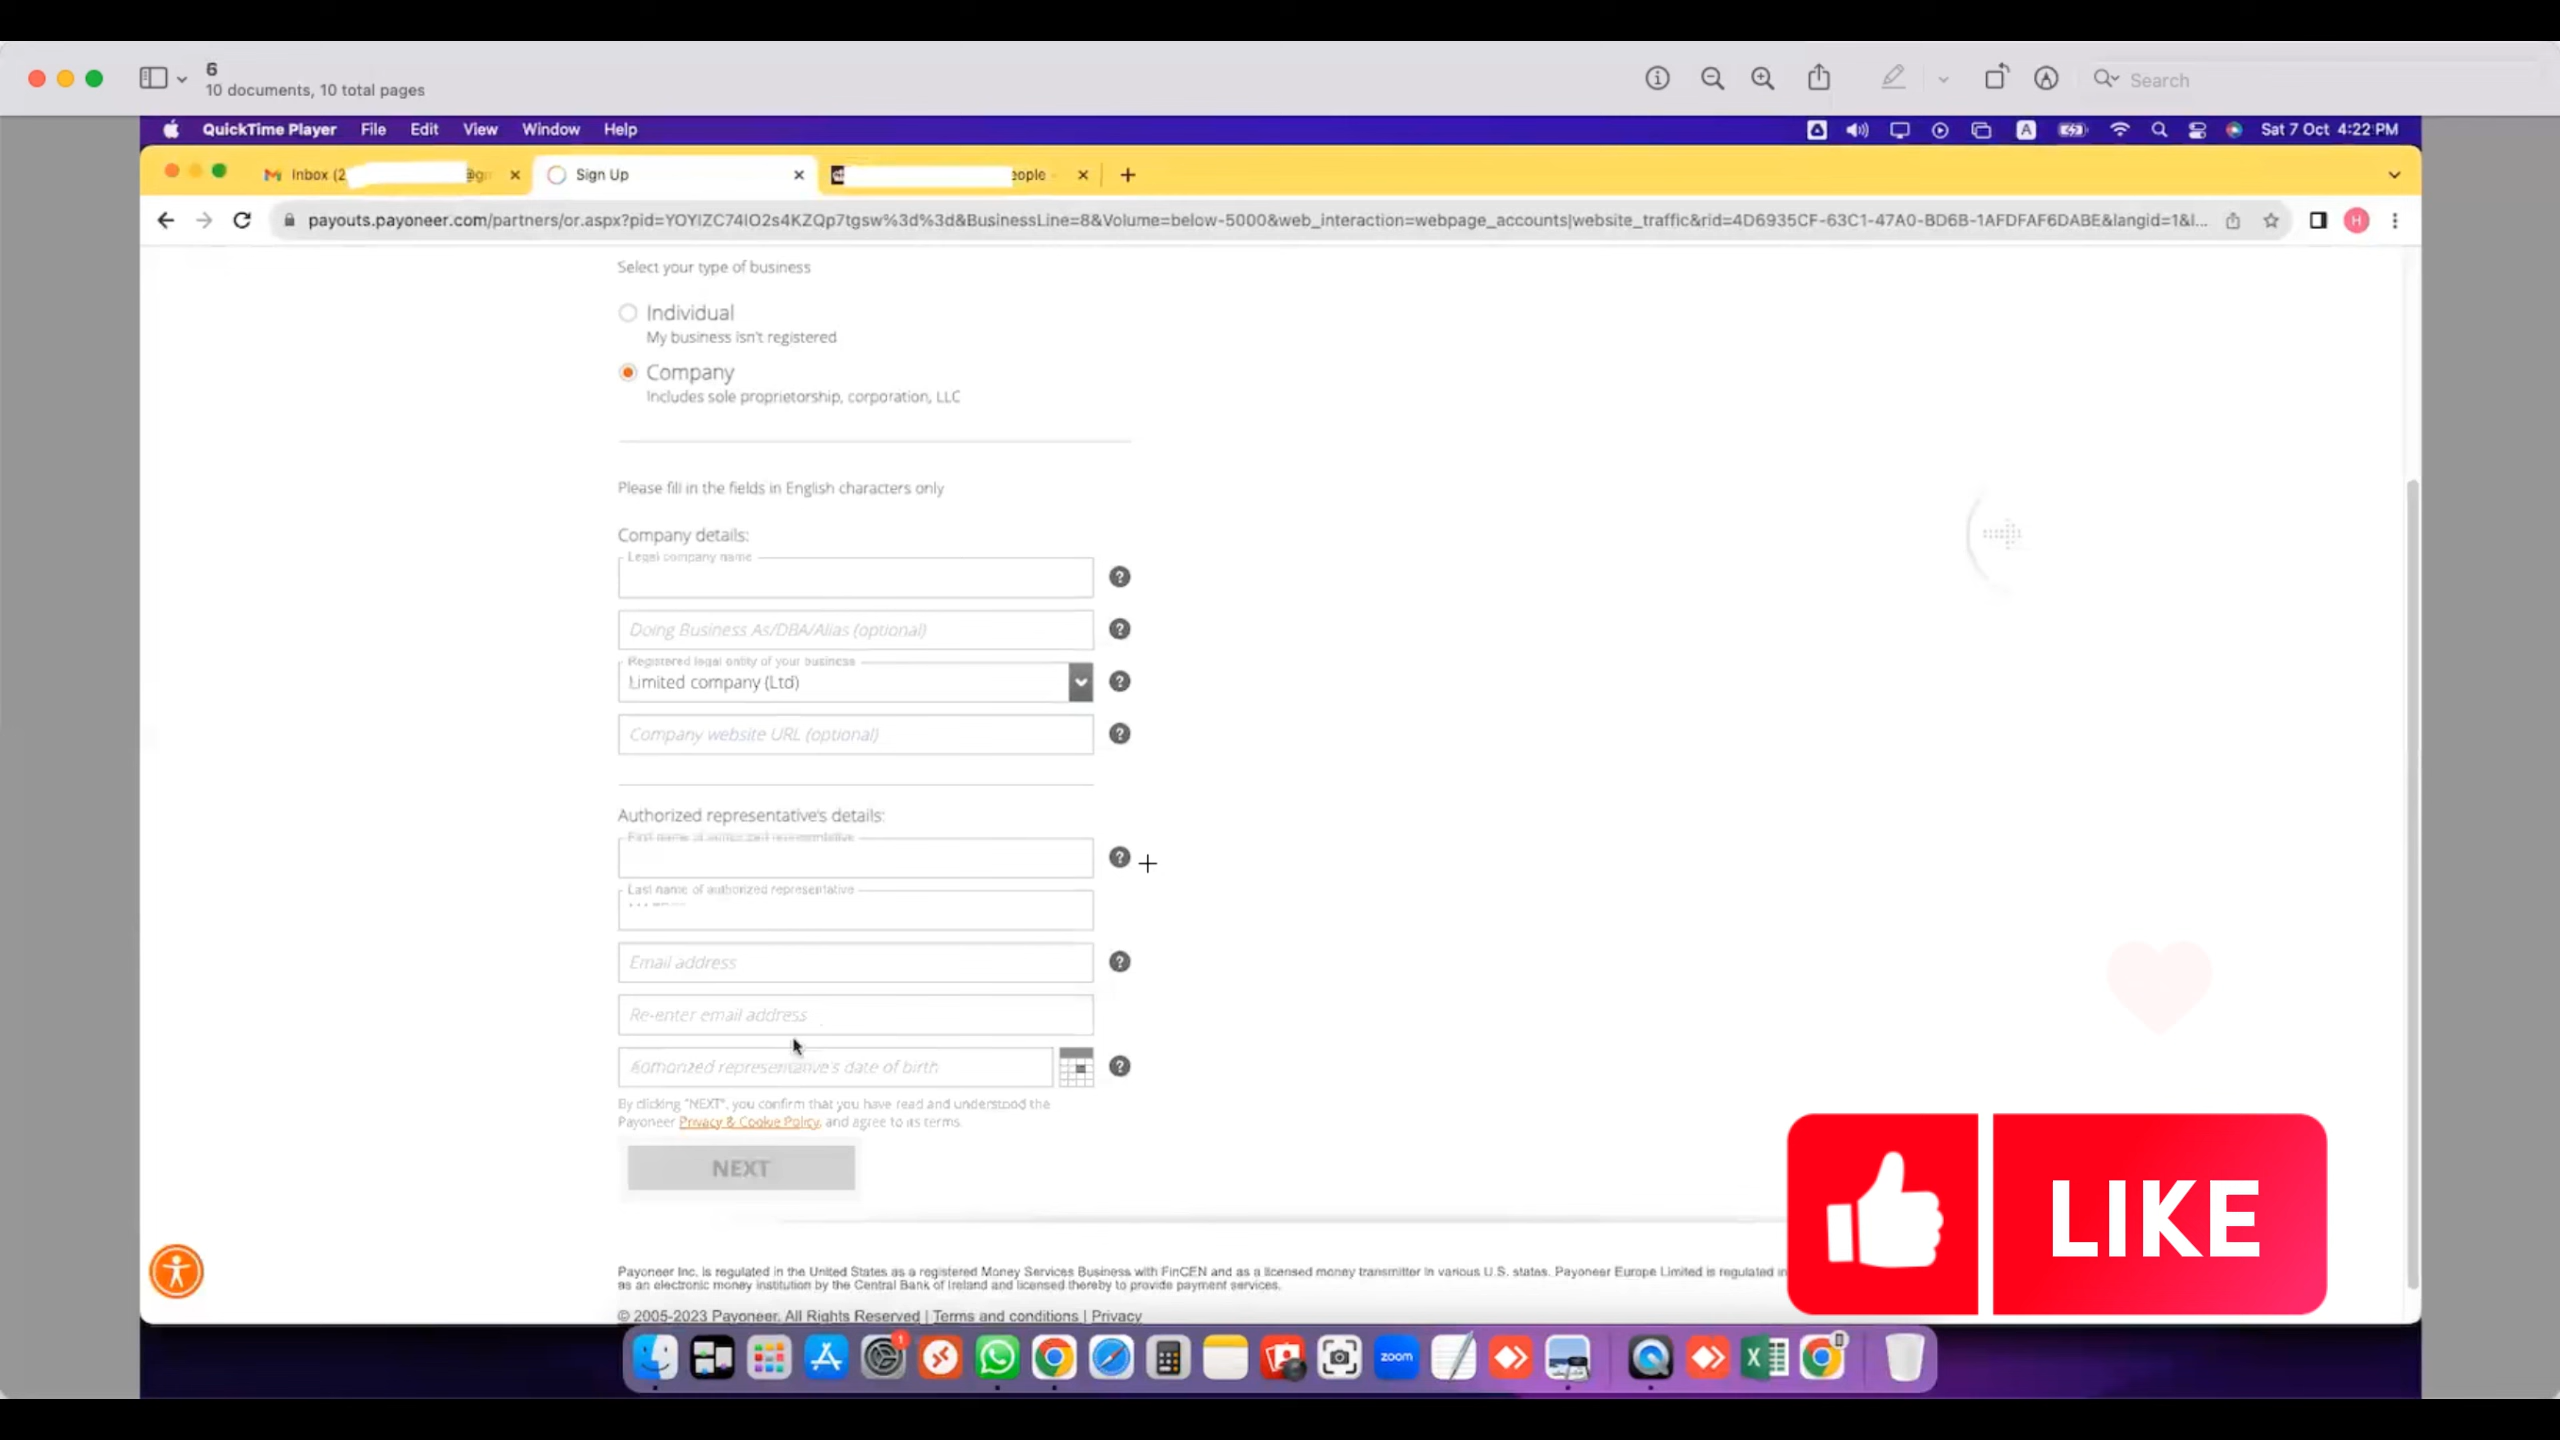 6
10 documents, 10 total pages
Search
QuickTime Player File Edit View Window Help
Sat 7 Oct 4:22 PM
Inbox (2
@g
Sign Up
eople -
payouts.payoneer.com/partners/or.aspx?pid=YOYIZC74IO2s4KZQp7tgsw%3d%3d&BusinessLine=8&Volume=below-5000&web_interaction=webpage_accounts|website_traffic&rid=4D6935CF-63C1-47A0-BD6B-1AFDFAF6DABE&langid=1&l...
H
Select your type of business
Individual
My business isn't registered
Company
Includes sole proprietorship, corporation, LLC
Please fill in the fields in English characters only
Company details:
Legal company name
Doing Business As/DBA/Alias (optional)
Registered legal entity of your business
Limited company (Ltd)
Company website URL (optional)
Authorized representative's details:
First name of authorized representative
Last name of authorized representative
Email address
Re-enter email address
Authorized representative's date of birth
By clicking "NEXT", you confirm that you have read and understood the
Payoneer Privacy & Cookie Policy, and agree to its terms.
NEXT
LIKE
Payoneer Inc. is regulated in the United States as a registered Money Services Business with FinCEN and as a licensed money transmitter in various U.S. states. Payoneer Europe Limited is regulated in
as an electronic money institution by the Central Bank of Ireland and licensed thereby to provide payment services.
© 2005-2023 Payoneer. All Rights Reserved | Terms and conditions | Privacy
1
zoom